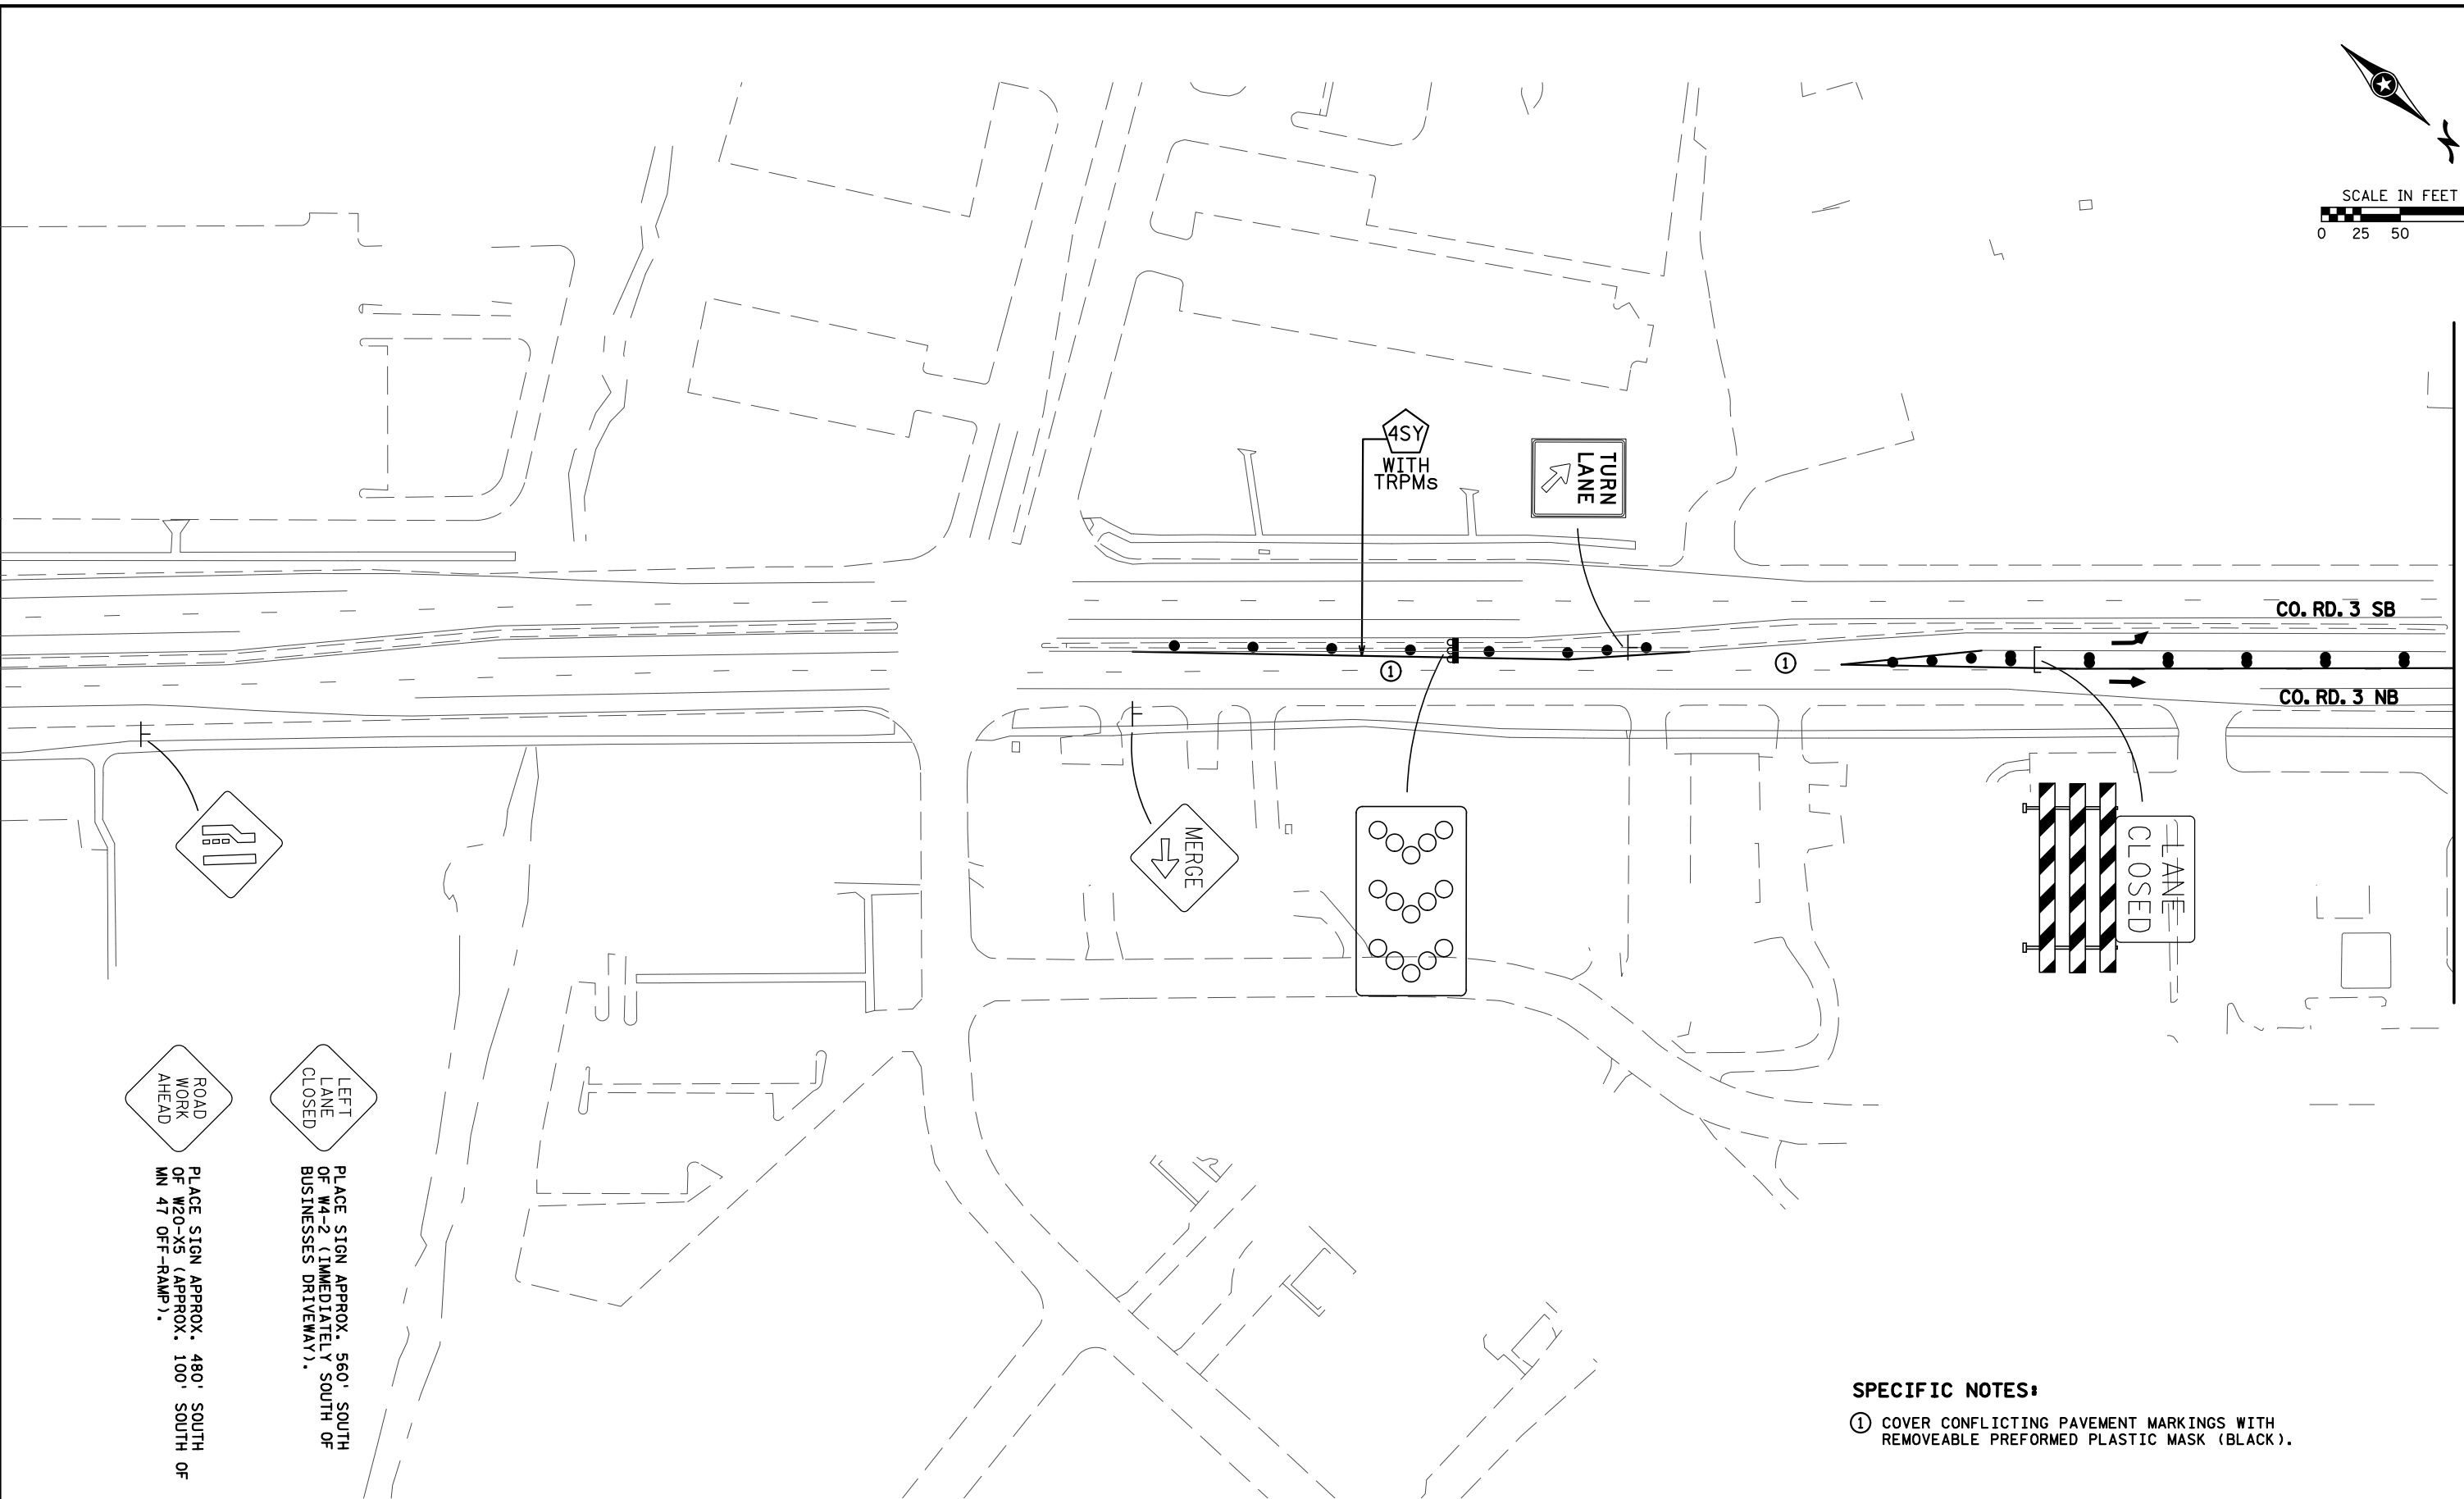 SCALE IN FEET
0 25 50
4SY
WITH
TRPMs
TURN
LANE
CO. RD. 3 SB
1
1
CO. RD. 3 NB
MERGE
LANE
CLOSED
ROAD
WORK
AHEAD
PLACE SIGN APPROX. 480' SOUTH
OF W20-X5 (APPROX. 100' SOUTH OF
MN 47 OFF-RAMP).
LEFT
LANE
CLOSED
PLACE SIGN APPROX. 560' SOUTH
OF W4-2 (IMMEDIATELY SOUTH OF
BUSINESSES DRIVEWAY).
SPECIFIC NOTES:
1 COVER CONFLICTING PAVEMENT MARKINGS WITH
REMOVEABLE PREFORMED PLASTIC MASK (BLACK).